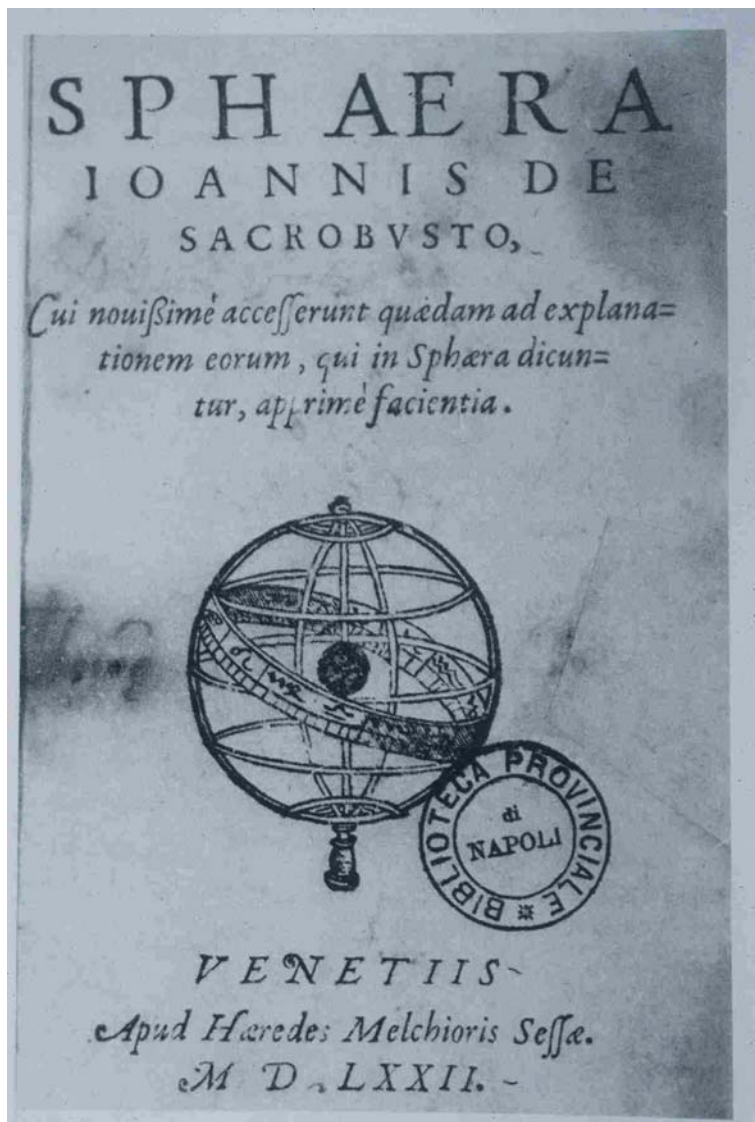 SPHAERA
IOANNIS DE
SACROBVSTO,
Cui nouißimè accesserunt quædam ad explana=
tionem eorum, qui in Sphæra dicun=
tur, apprimè facientia.
BIBLIOTECA PROVINCIALE
di
NAPOLI
VENETIIS
Apud Hæredes Melchioris Sessæ.
M D LXXII.